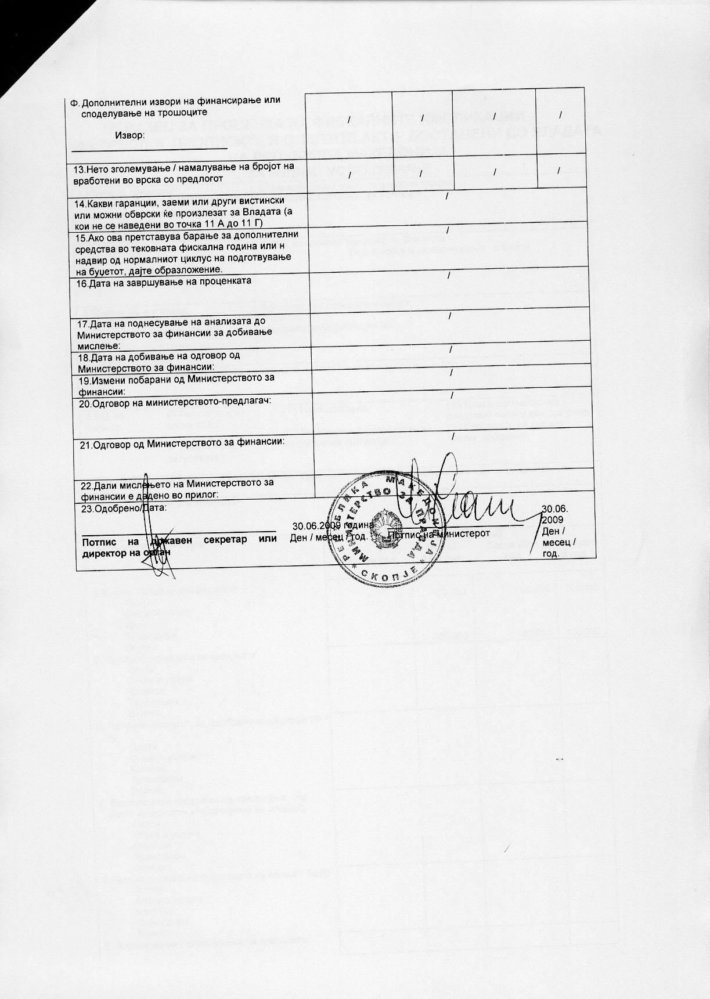 Ф. Дополнителни извори на финансирање или
споделување на трошоците
/ / / /
Извор:
13.Нето зголемување / намалување на бројот на
вработени во врска со предлогот
/ / / /
14.Какви гаранции, заеми или други вистински
или можни обврски ќе произлезат за Владата (а
кои не се наведени во точка 11 А до 11 Г)
/
15.Ако ова претставува барање за дополнителни
средства во тековната фискална година или н
надвир од нормалниот циклус на подготвување
на буџетот, дајте образложение.
/
16.Дата на завршување на проценката
/
17.Дата на поднесување на анализата до
Министерството за финансии за добивање
мислење:
/
18.Дата на добивање на одговор од
Министерството за финансии:
/
19.Измени побарани од Министерството за
финансии:
/
20.Одговор на министерството-предлагач:
/
21.Одговор од Министерството за финансии:
/
22.Дали мислењето на Министерството за
финансии е дадено во прилог:
/
23.Одобрено/Дата:
30.06.2009 година
Потпис на државен секретар или
директор на орган
Ден / месец / год.
Потпис на министерот
30.06.
2009
Ден /
месец /
год.
РЕПУБЛИКА МАКЕДОНИЈА
МИНИСТЕРСТВО ЗА ПРАВДА
* СКОПЈЕ *